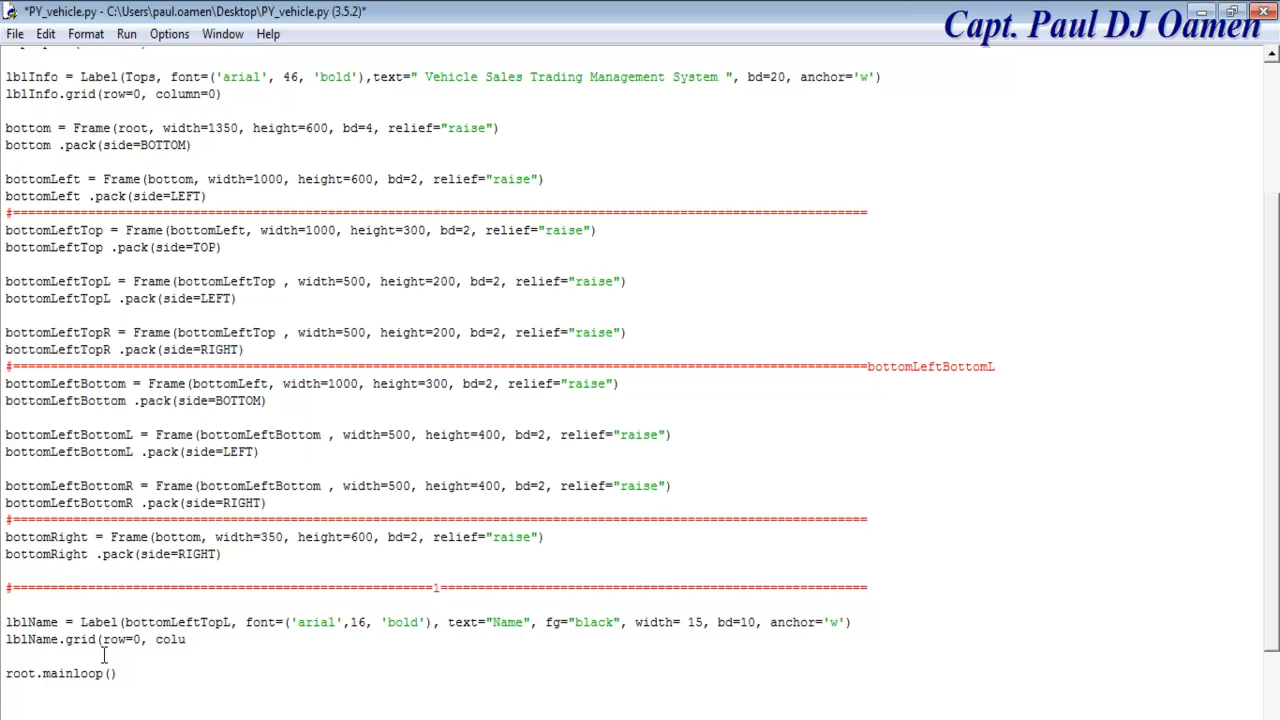 *PY_vehicle.py - C:\Users\paul.oamen\Desktop\PY_vehicle.py (3.5.2)*
Capt. Paul DJ Oamen
File Edit Format Run Options Window Help
lblInfo = Label(Tops, font=('arial', 46, 'bold'),text=" Vehicle Sales Trading Management System ", bd=20, anchor='w')
lblInfo.grid(row=0, column=0)
bottom = Frame(root, width=1350, height=600, bd=4, relief="raise")
bottom .pack(side=BOTTOM)
bottomLeft = Frame(bottom, width=1000, height=600, bd=2, relief="raise")
bottomLeft .pack(side=LEFT)
#==================================================================================================================
bottomLeftTop = Frame(bottomLeft, width=1000, height=300, bd=2, relief="raise")
bottomLeftTop .pack(side=TOP)
bottomLeftTopL = Frame(bottomLeftTop , width=500, height=200, bd=2, relief="raise")
bottomLeftTopL .pack(side=LEFT)
bottomLeftTopR = Frame(bottomLeftTop , width=500, height=200, bd=2, relief="raise")
bottomLeftTopR .pack(side=RIGHT)
#==================================================================================================================bottomLeftBottomL
bottomLeftBottom = Frame(bottomLeft, width=1000, height=300, bd=2, relief="raise")
bottomLeftBottom .pack(side=BOTTOM)
bottomLeftBottomL = Frame(bottomLeftBottom , width=500, height=400, bd=2, relief="raise")
bottomLeftBottomL .pack(side=LEFT)
bottomLeftBottomR = Frame(bottomLeftBottom , width=500, height=400, bd=2, relief="raise")
bottomLeftBottomR .pack(side=RIGHT)
#==================================================================================================================
bottomRight = Frame(bottom, width=350, height=600, bd=2, relief="raise")
bottomRight .pack(side=RIGHT)
#========================================================1=========================================================
lblName = Label(bottomLeftTopL, font=('arial',16, 'bold'), text="Name", fg="black", width= 15, bd=10, anchor='w')
lblName.grid(row=0, colu
root.mainloop()